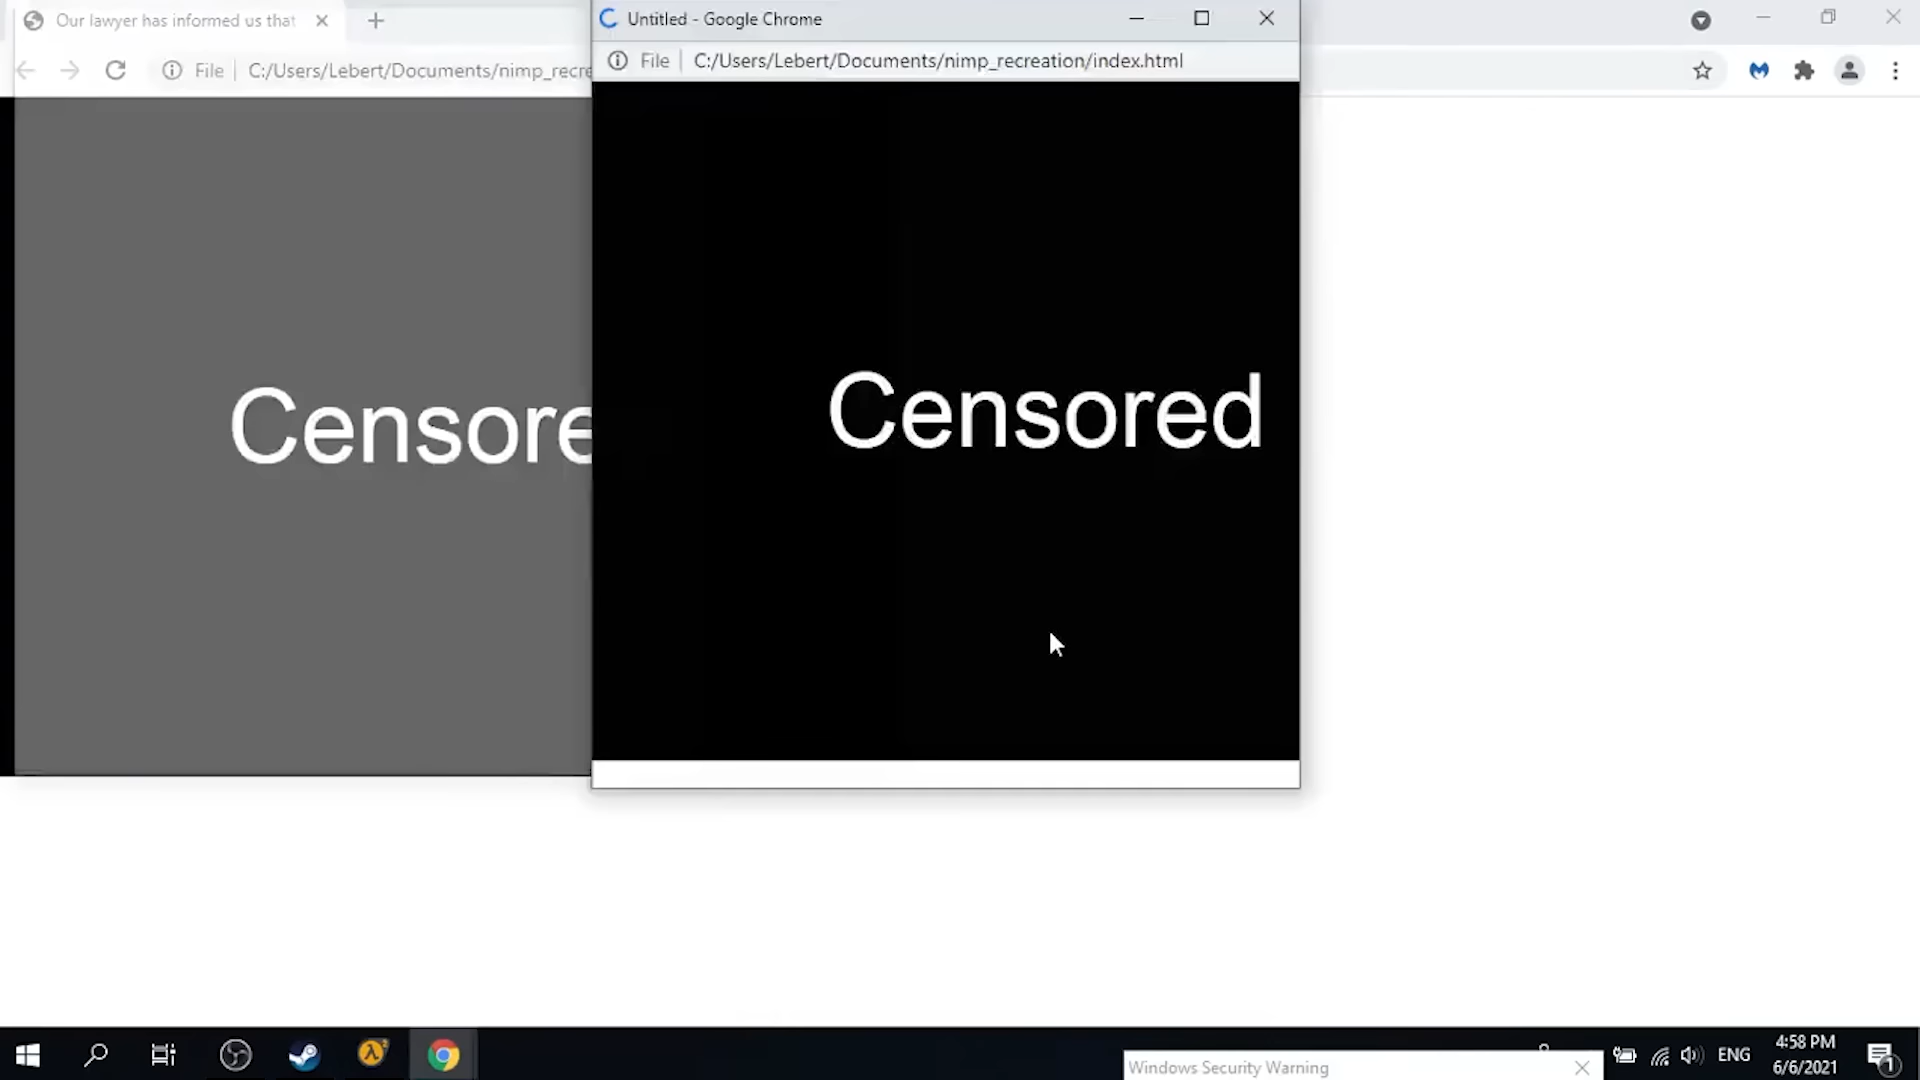 Our lawyer has informed us that
Untitled - Google Chrome
File
C:/Users/Lebert/Documents/nimp_recre
File
C:/Users/Lebert/Documents/nimp_recreation/index.html
Censore
Censored
Windows Security Warning
ENG
4:58 PM
6/6/2021
1